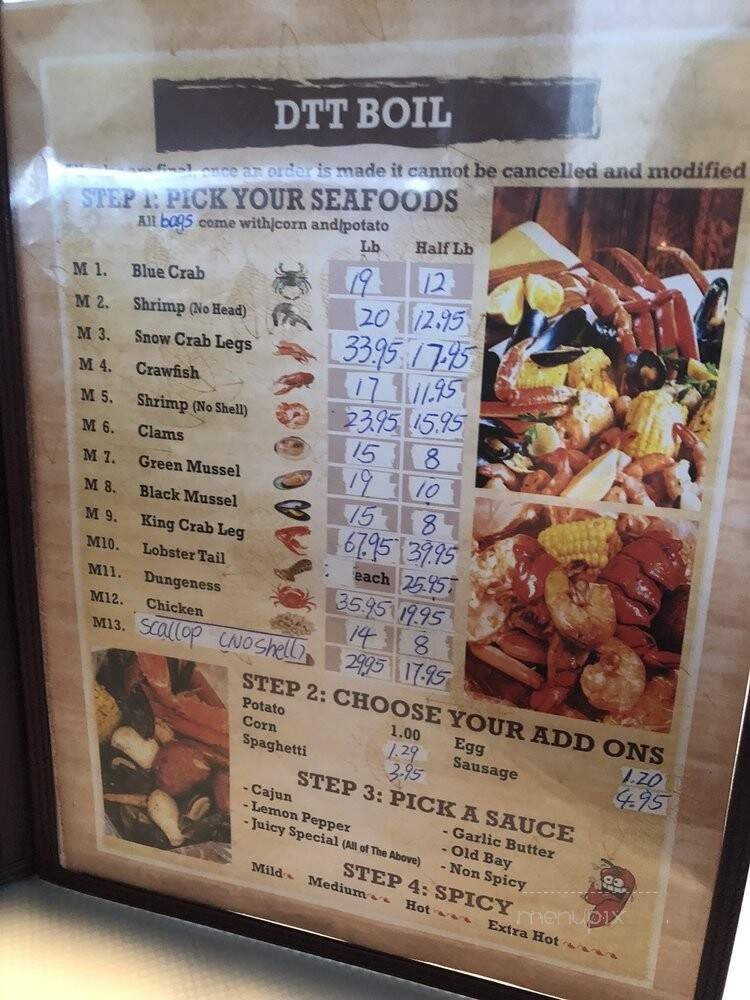 DTT BOIL
are final, once an order is made it cannot be cancelled and modified
STEP 1: PICK YOUR SEAFOODS
All bags come with corn and potato
Lb Half Lb
M 1. Blue Crab 19 12
M 2. Shrimp (No Head) 20 12.95
M 3. Snow Crab Legs 33.95 17.95
M 4. Crawfish 17 11.95
M 5. Shrimp (No Shell) 23.95 15.95
M 6. Clams 15 8
M 7. Green Mussel 19 10
M 8. Black Mussel 15 8
M 9. King Crab Leg 67.95 39.95
M10. Lobster Tail each 25.95
M11. Dungeness 35.95 19.95
M12. Chicken 14 8
M13. Scallop (No Shell) 29.95 17.95
STEP 2: CHOOSE YOUR ADD ONS
Potato 1.00 Egg 1.20
Corn 1.29 Sausage 4.95
Spaghetti 3.95
STEP 3: PICK A SAUCE
- Cajun - Garlic Butter
- Lemon Pepper - Old Bay
- Juicy Special (All of The Above) - Non Spicy
STEP 4: SPICY
Mild Medium Hot Extra Hot
menupix